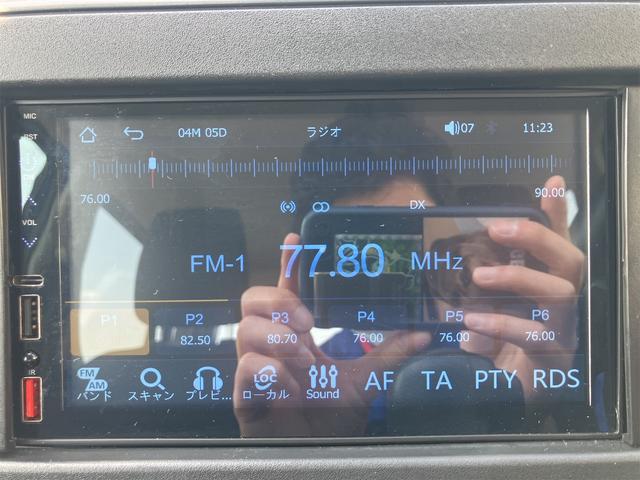 MIC
RST
04M 05D ラジオ 07 11:23
76.00 90.00
DX
VOL
FM-1 77.80 MHz
P1 P2 P3 P4 P5 P6
82.50 80.70 76.00 76.00 76.00
FM
AM
LOC
バンド スキャン プレビ... ローカル Sound AF TA PTY RDS
IR